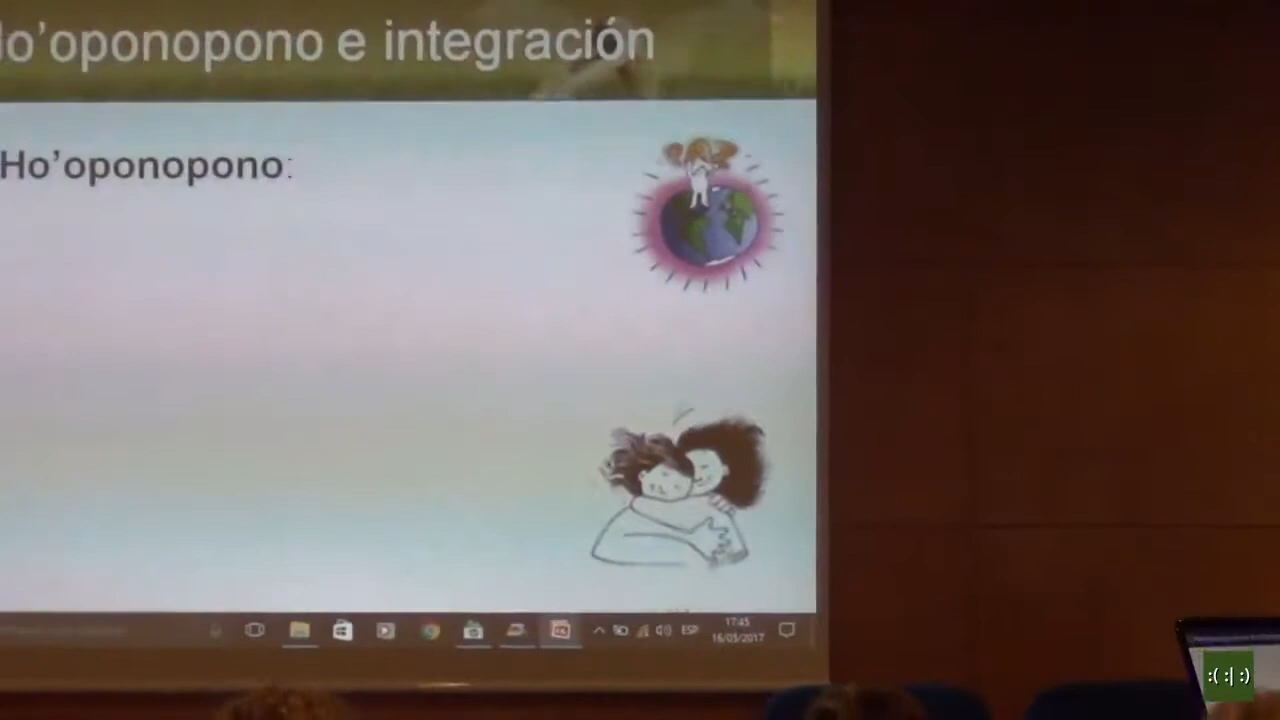 Ho’oponopono e integración
Ho’oponopono:
ESP
17:45
16/05/2017
:( :| :)